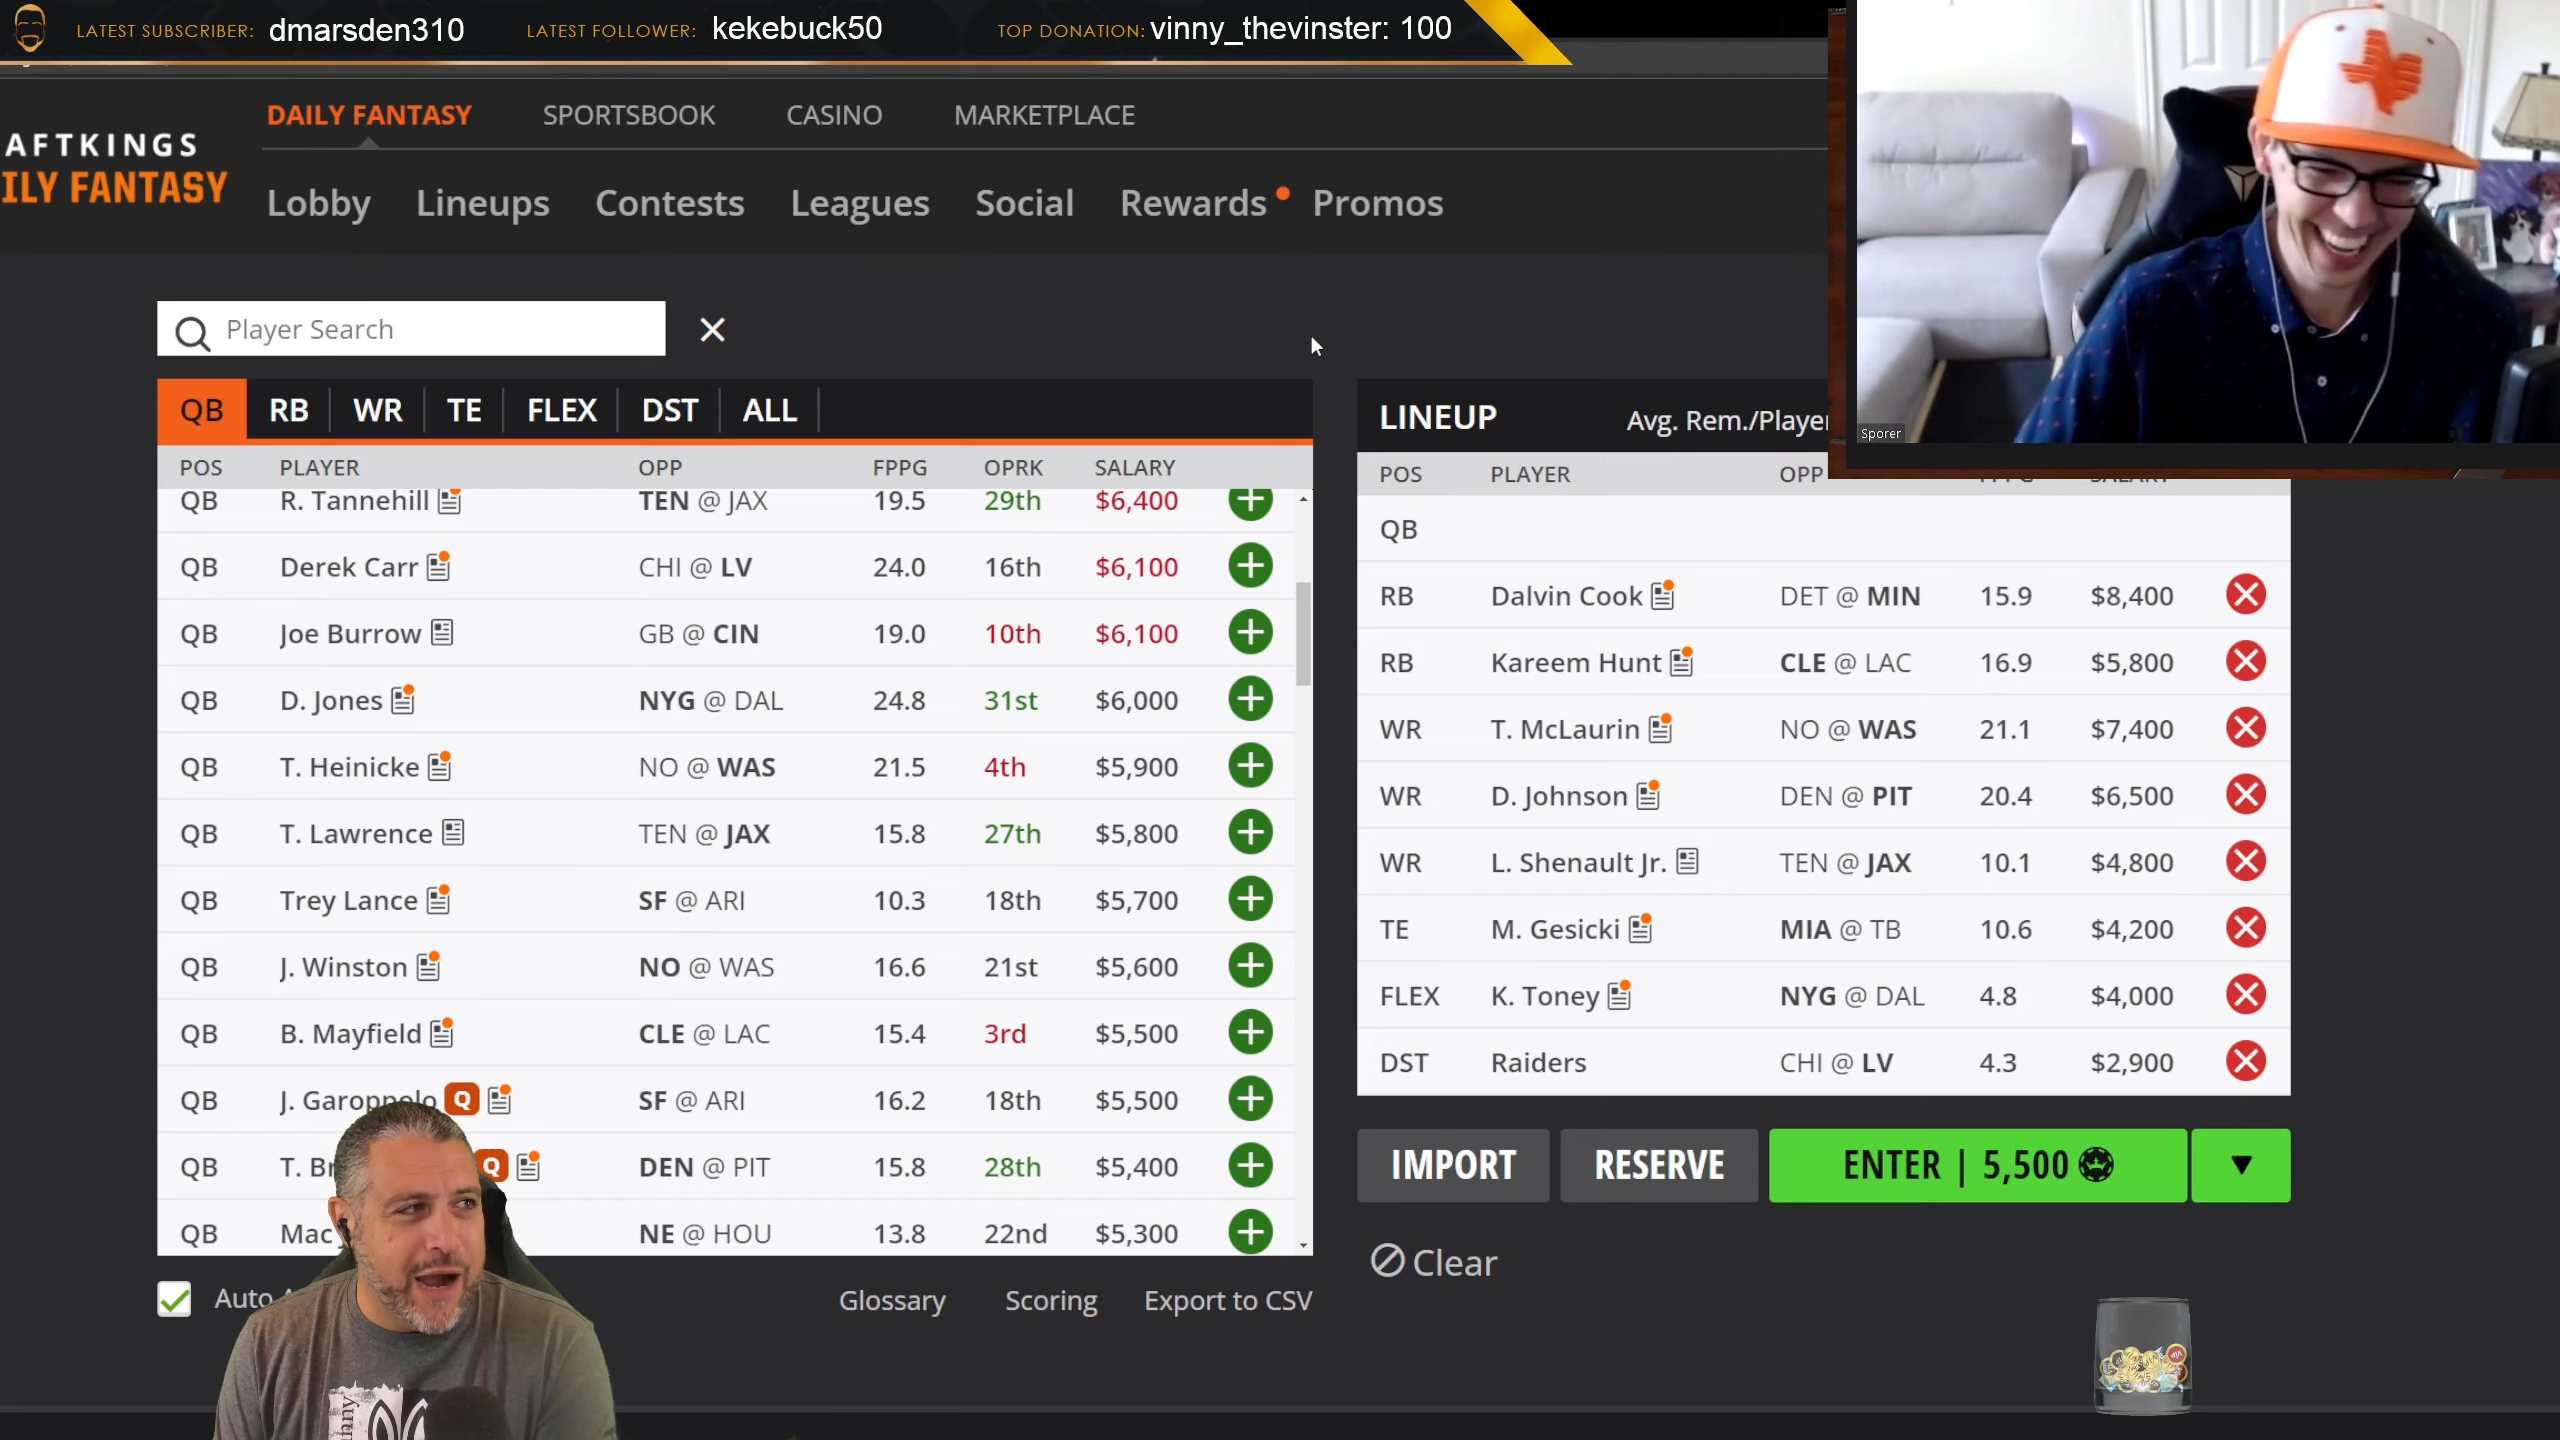 LATEST SUBSCRIBER: dmarsden310 LATEST FOLLOWER: kekebuck50 TOP DONATION: vinny_thevinster: 100
DAILY FANTASY SPORTSBOOK CASINO MARKETPLACE
AFTKINGS
ILY FANTASY
Lobby Lineups Contests Leagues Social Rewards Promos
Player Search
QB RB WR TE FLEX DST ALL
POS PLAYER OPP FPPG OPRK SALARY
QB R. Tannehill TEN @ JAX 19.5 29th $6,400
QB Derek Carr CHI @ LV 24.0 16th $6,100
QB Joe Burrow GB @ CIN 19.0 10th $6,100
QB D. Jones NYG @ DAL 24.8 31st $6,000
QB T. Heinicke NO @ WAS 21.5 4th $5,900
QB T. Lawrence TEN @ JAX 15.8 27th $5,800
QB Trey Lance SF @ ARI 10.3 18th $5,700
QB J. Winston NO @ WAS 16.6 21st $5,600
QB B. Mayfield CLE @ LAC 15.4 3rd $5,500
QB J. Garoppolo Q SF @ ARI 16.2 18th $5,500
QB T. Br Q DEN @ PIT 15.8 28th $5,400
QB Mac NE @ HOU 13.8 22nd $5,300
Auto
Glossary Scoring Export to CSV
Sporer
LINEUP Avg. Rem./Player
POS PLAYER OPP FPPG SALARY
QB
RB Dalvin Cook DET @ MIN 15.9 $8,400
RB Kareem Hunt CLE @ LAC 16.9 $5,800
WR T. McLaurin NO @ WAS 21.1 $7,400
WR D. Johnson DEN @ PIT 20.4 $6,500
WR L. Shenault Jr. TEN @ JAX 10.1 $4,800
TE M. Gesicki MIA @ TB 10.6 $4,200
FLEX K. Toney NYG @ DAL 4.8 $4,000
DST Raiders CHI @ LV 4.3 $2,900
IMPORT RESERVE ENTER | 5,500
Clear